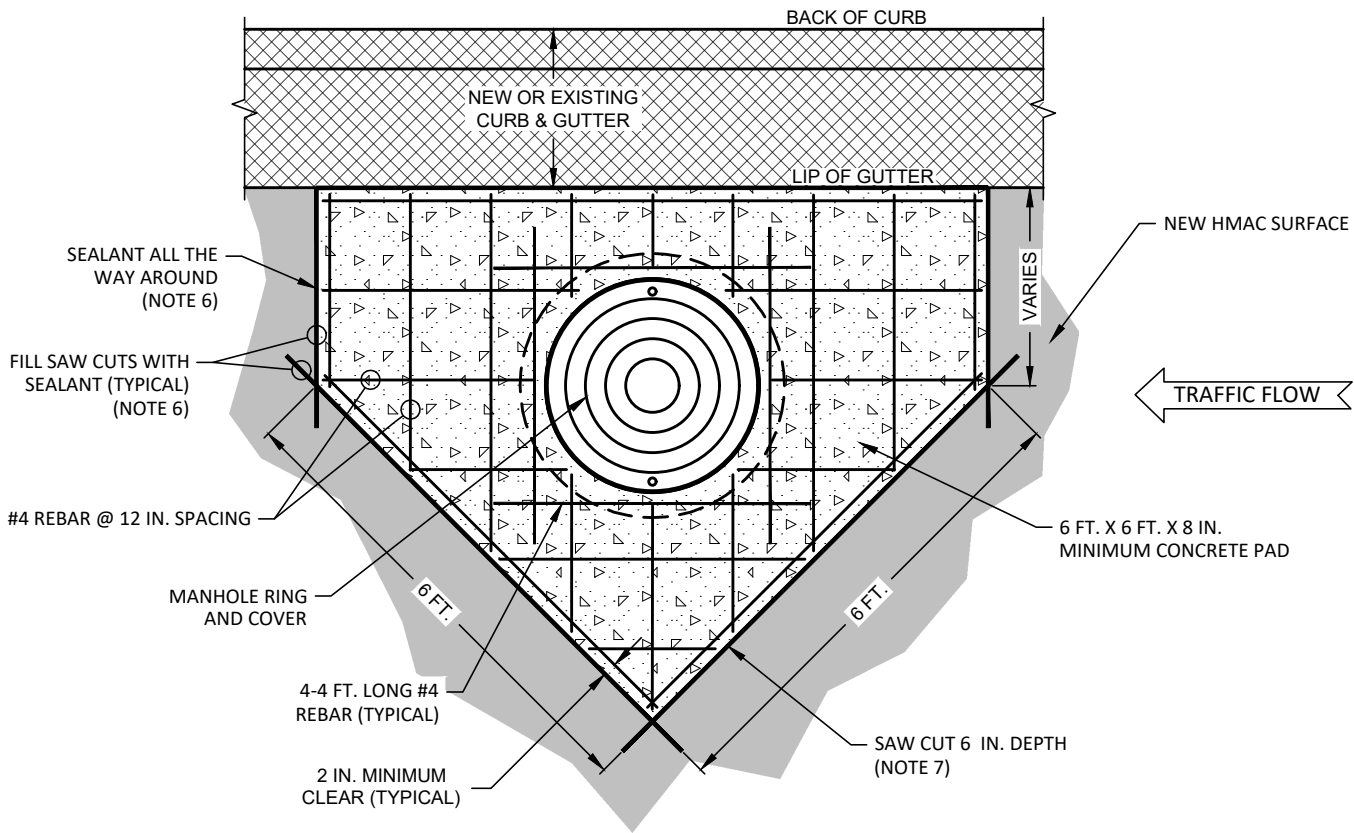 BACK OF CURB
NEW OR EXISTING
CURB & GUTTER
LIP OF GUTTER
NEW HMAC SURFACE
SEALANT ALL THE
WAY AROUND
(NOTE 6)
VARIES
FILL SAW CUTS WITH
SEALANT (TYPICAL)
(NOTE 6)
TRAFFIC FLOW
#4 REBAR @ 12 IN. SPACING
6 FT. X 6 FT. X 8 IN.
MINIMUM CONCRETE PAD
MANHOLE RING
AND COVER
6 FT.
6 FT.
4-4 FT. LONG #4
REBAR (TYPICAL)
SAW CUT 6 IN. DEPTH
(NOTE 7)
2 IN. MINIMUM
CLEAR (TYPICAL)